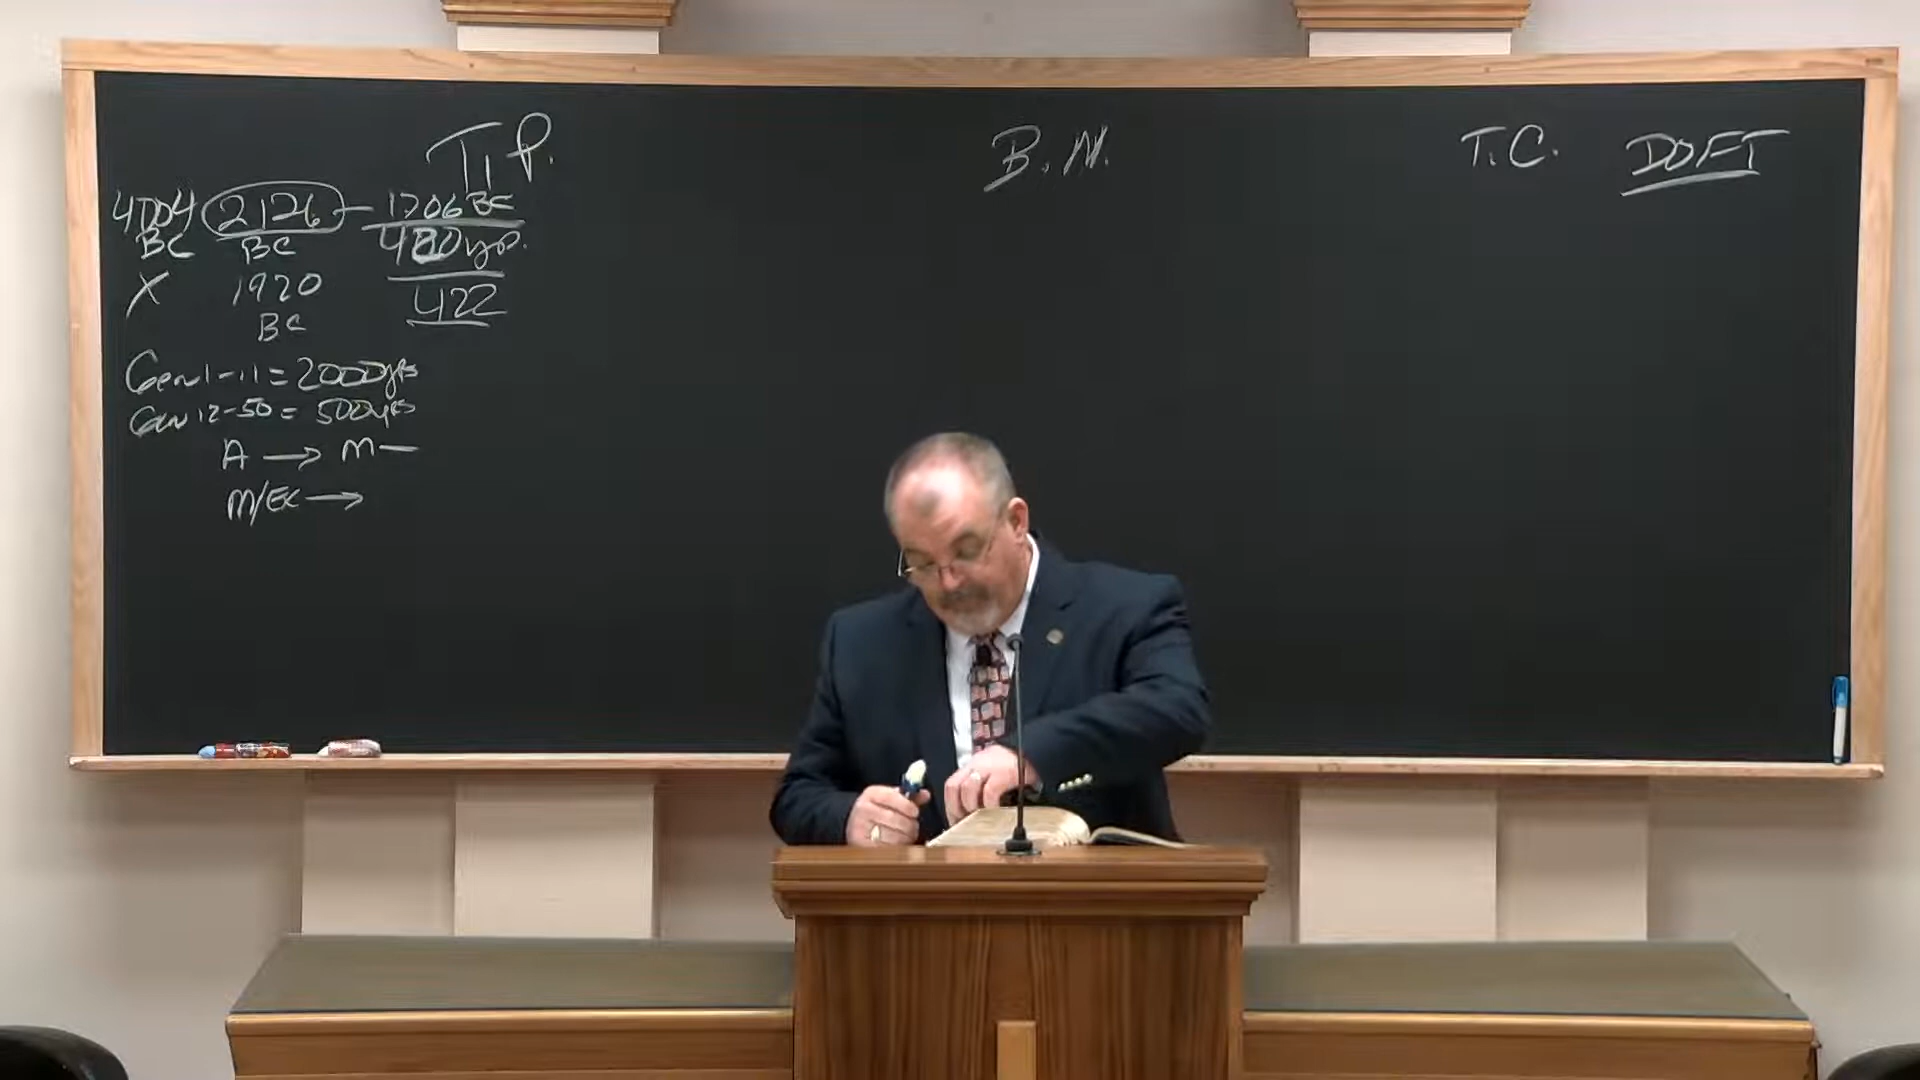 T.P.
B.N.
T.C. DOFT
4004 2126 — 1706 BC
BC BC 420 yrs.
X 1920 422
BC
Gen 1-11 = 2000 yrs
Gen 12-50 = 500 yrs
A → M —
M/EX →